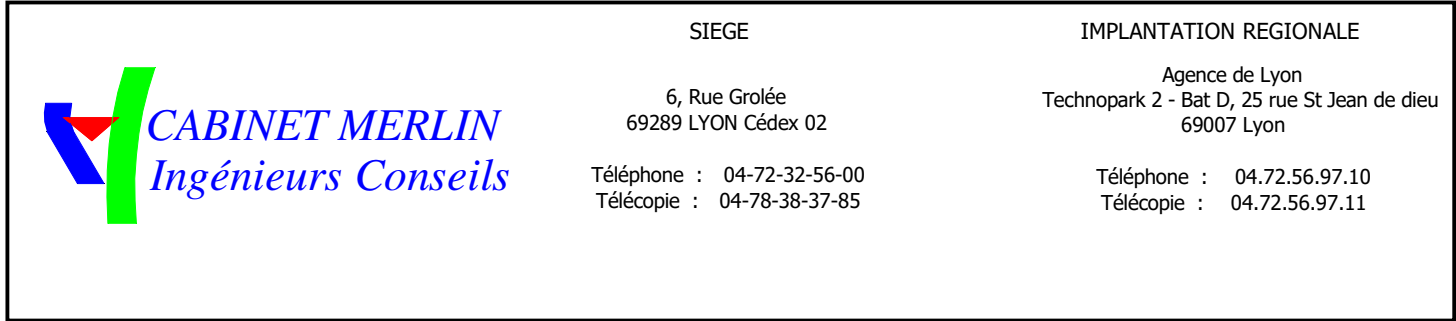 CABINET MERLIN
Ingénieurs Conseils
SIEGE
6, Rue Grolée
69289 LYON Cédex 02
Téléphone : 04-72-32-56-00
Télécopie : 04-78-38-37-85
IMPLANTATION REGIONALE
Agence de Lyon
Technopark 2 - Bat D, 25 rue St Jean de dieu
69007 Lyon
Téléphone : 04.72.56.97.10
Télécopie : 04.72.56.97.11